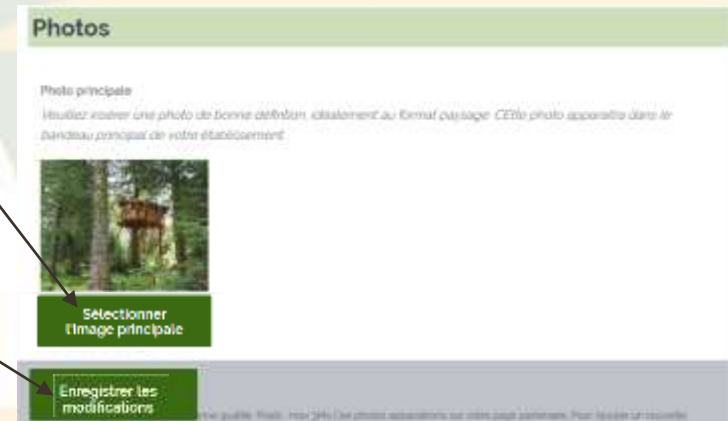 Photos
Photo principale
Veuillez insérer une photo de bonne définition, idéalement au format paysage. CEtte photo apparaitra dans le
bandeau principal de votre établissement
Sélectionner
l'image principale
Enregistrer les
modifications